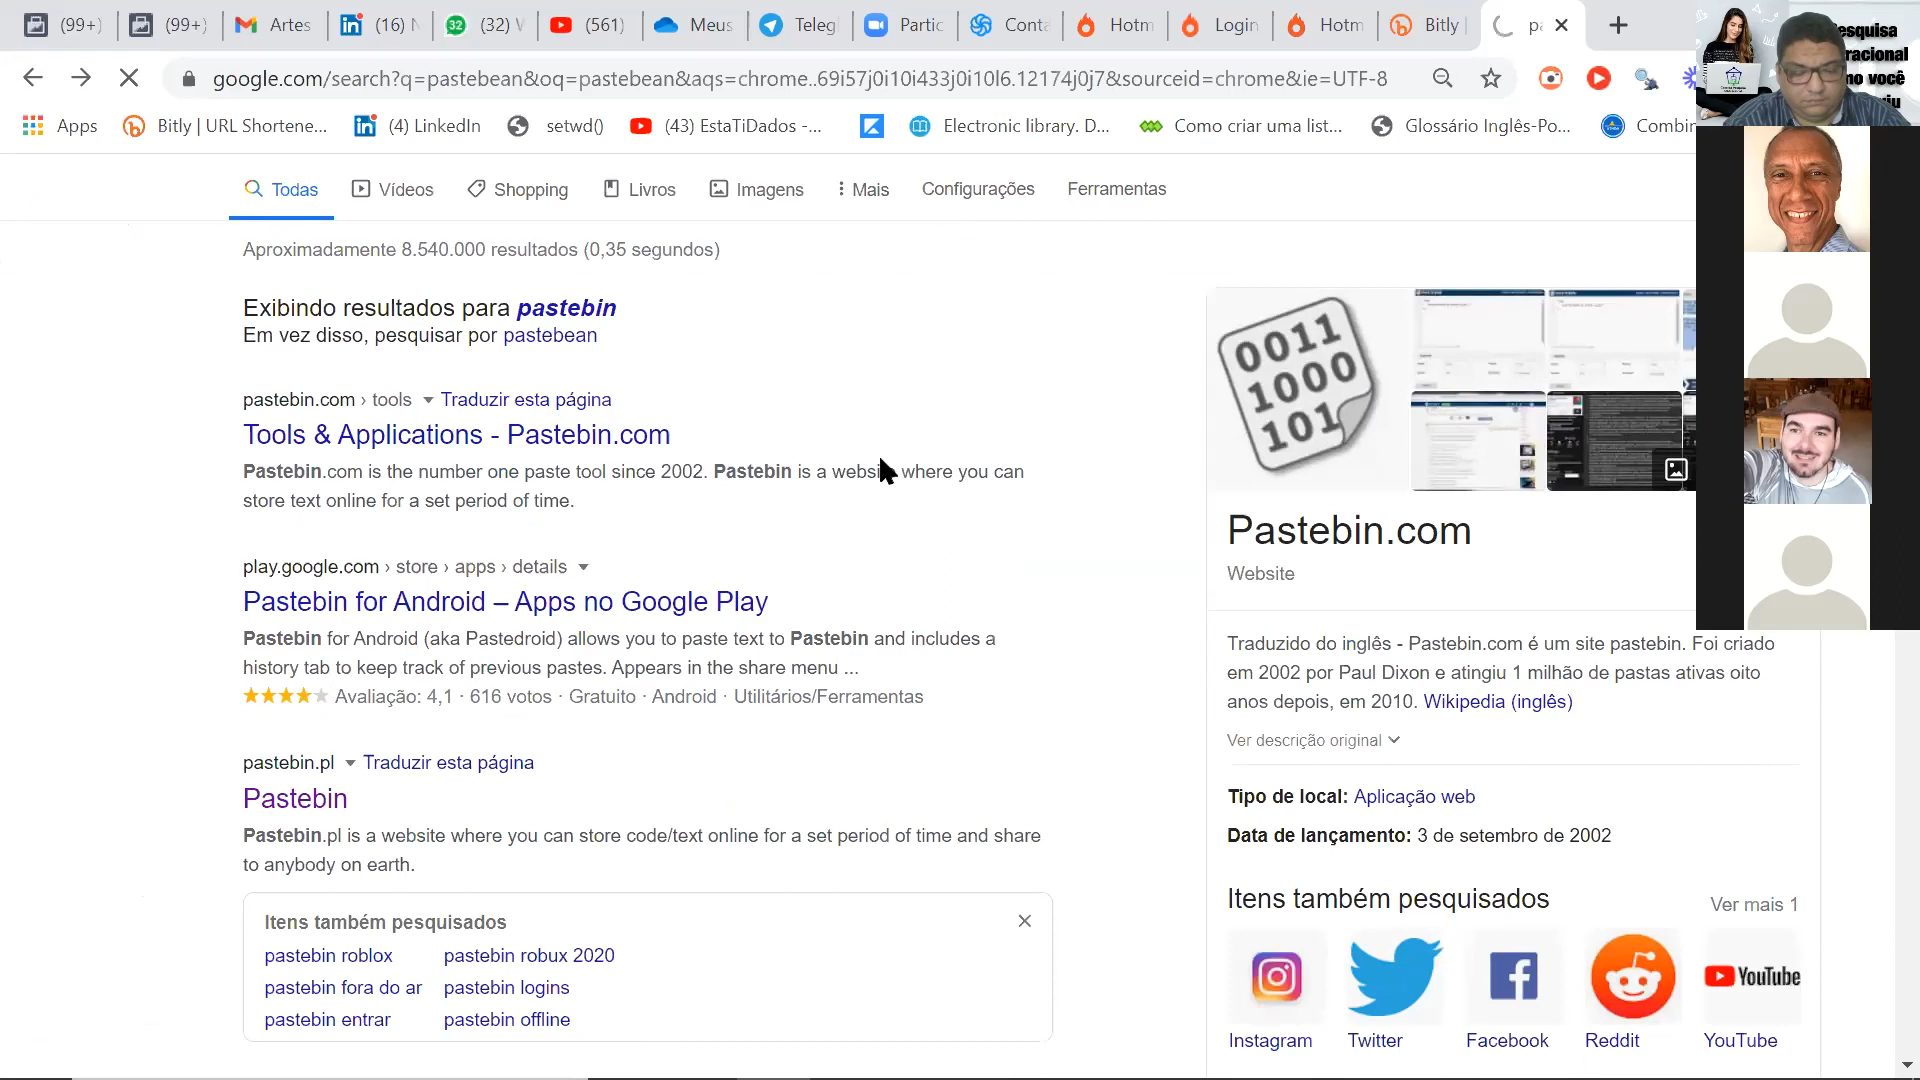 (99+)
(99+)
Artes
(16)
32
(32)
(561)
Meus
Teleg
Partic
Conta
Hotm
Login
Hotm
Bitly
pa
google.com/search?q=pastebean&oq=pastebean&aqs=chrome..69i57j0i10i433j0i10l6.12174j0j7&sourceid=chrome&ie=UTF-8
Apps
Bitly | URL Shortene...
(4) LinkedIn
setwd()
(43) EstaTiDados -...
Electronic library. D...
Como criar uma list...
Glossário Inglês-Po...
Combin
Todas
Vídeos
Shopping
Livros
Imagens
Mais
Configurações
Ferramentas
Aproximadamente 8.540.000 resultados (0,35 segundos)
Exibindo resultados para pastebin
Em vez disso, pesquisar por pastebean
pastebin.com › tools Traduzir esta página
Tools & Applications - Pastebin.com
Pastebin.com is the number one paste tool since 2002. Pastebin is a website where you can
store text online for a set period of time.
play.google.com › store › apps › details
Pastebin for Android – Apps no Google Play
Pastebin for Android (aka Pastedroid) allows you to paste text to Pastebin and includes a
history tab to keep track of previous pastes. Appears in the share menu ...
Avaliação: 4,1 · 616 votos · Gratuito · Android · Utilitários/Ferramentas
pastebin.pl Traduzir esta página
Pastebin
Pastebin.pl is a website where you can store code/text online for a set period of time and share
to anybody on earth.
Itens também pesquisados
pastebin roblox
pastebin robux 2020
pastebin fora do ar
pastebin logins
pastebin entrar
pastebin offline
0011
1000
101
Pastebin.com
Website
Traduzido do inglês - Pastebin.com é um site pastebin. Foi criado
em 2002 por Paul Dixon e atingiu 1 milhão de pastas ativas oito
anos depois, em 2010. Wikipedia (inglês)
Ver descrição original
Tipo de local: Aplicação web
Data de lançamento: 3 de setembro de 2002
Itens também pesquisados
Ver mais 1
YouTube
Instagram
Twitter
Facebook
Reddit
YouTube
esquisa
racional
no você
iu